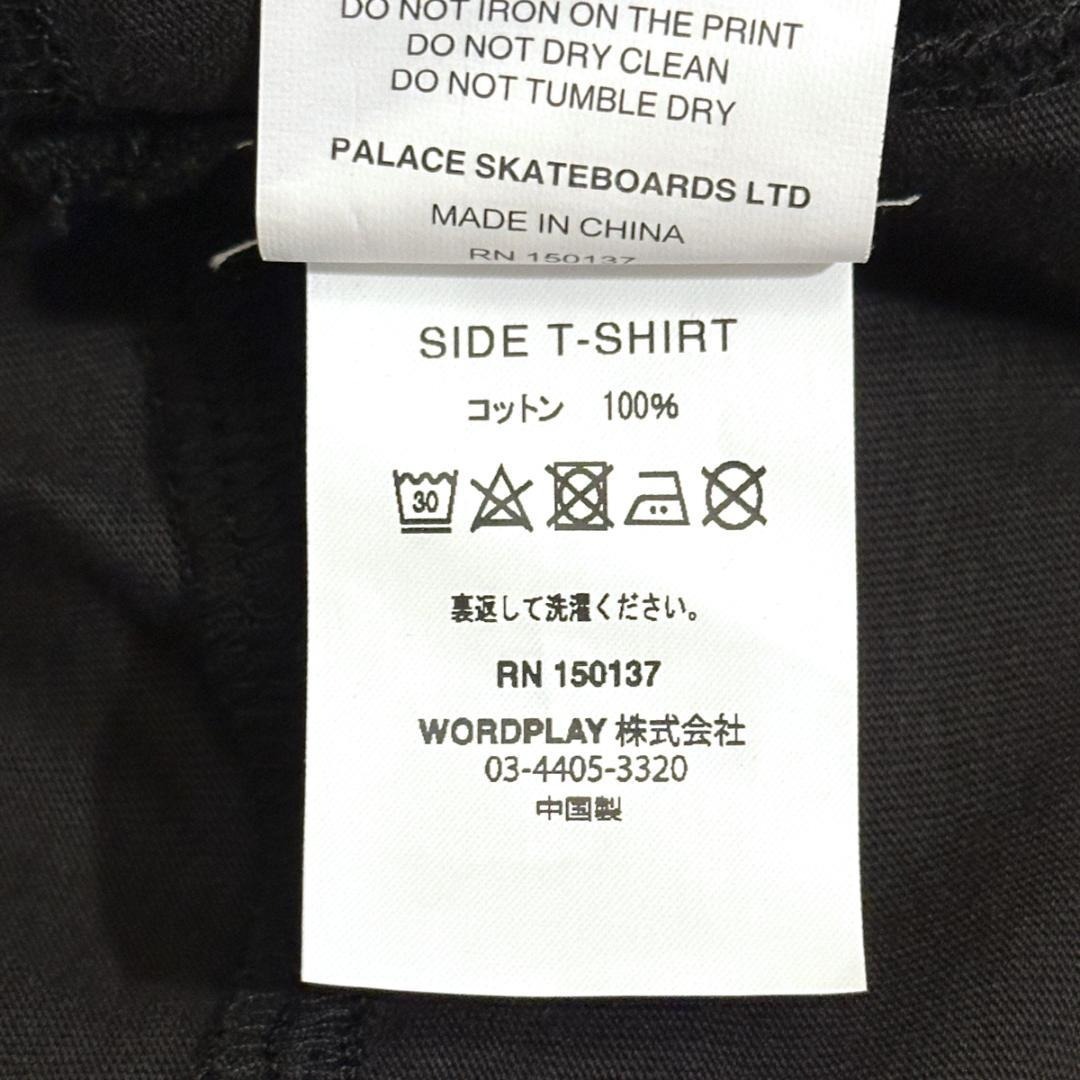 DO NOT IRON ON THE PRINT
DO NOT DRY CLEAN
DO NOT TUMBLE DRY
PALACE SKATEBOARDS LTD
MADE IN CHINA
RN 150137
SIDE T-SHIRT
コットン 100%
30
裏返して洗濯ください。
RN 150137
WORDPLAY 株式会社
03-4405-3320
中国製